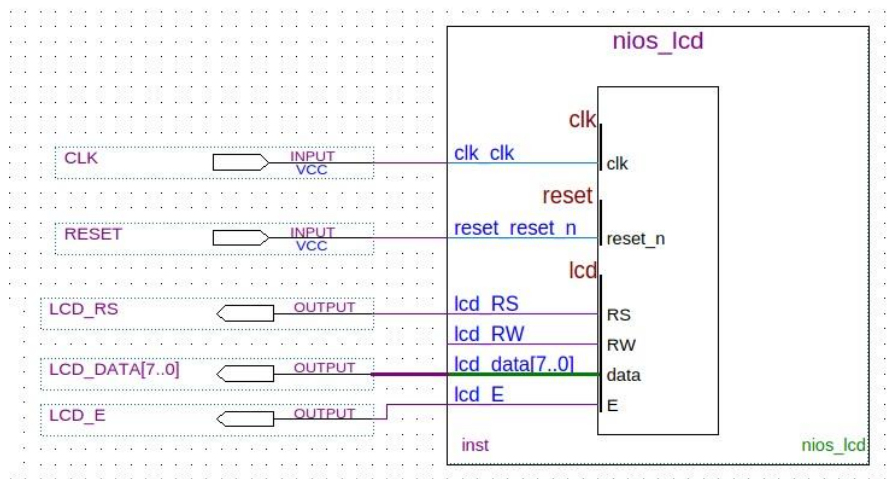 nios_lcd
clk
CLK INPUT VCC clk_clk clk
reset
RESET INPUT VCC reset_reset_n reset_n
lcd
LCD_RS OUTPUT lcd_RS RS
lcd_RW RW
LCD_DATA[7..0] OUTPUT lcd_data[7..0] data
LCD_E OUTPUT lcd_E E
inst nios_lcd